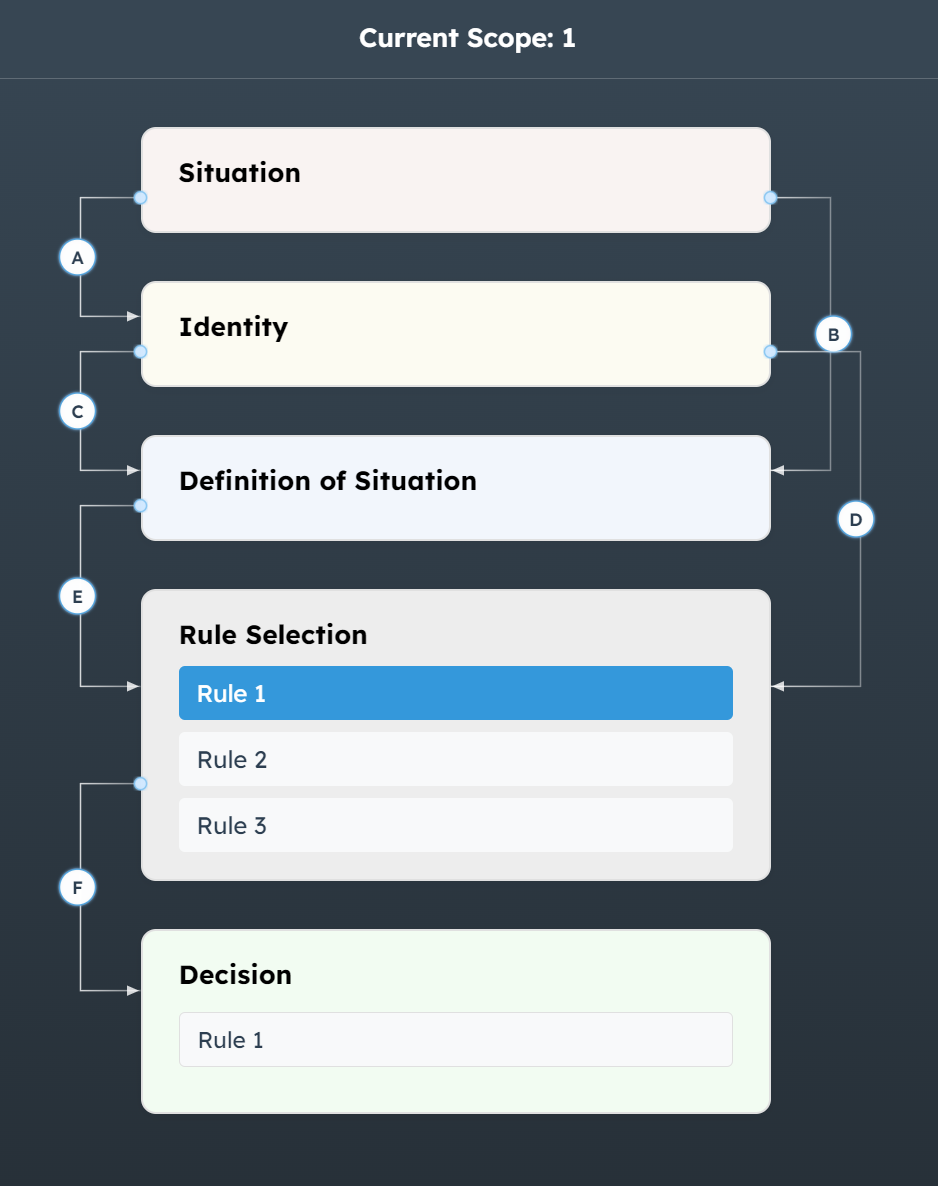 Current Scope: 1
Situation
A
Identity
B
C
Definition of Situation
D
E
Rule Selection
Rule 1
Rule 2
Rule 3
F
Decision
Rule 1